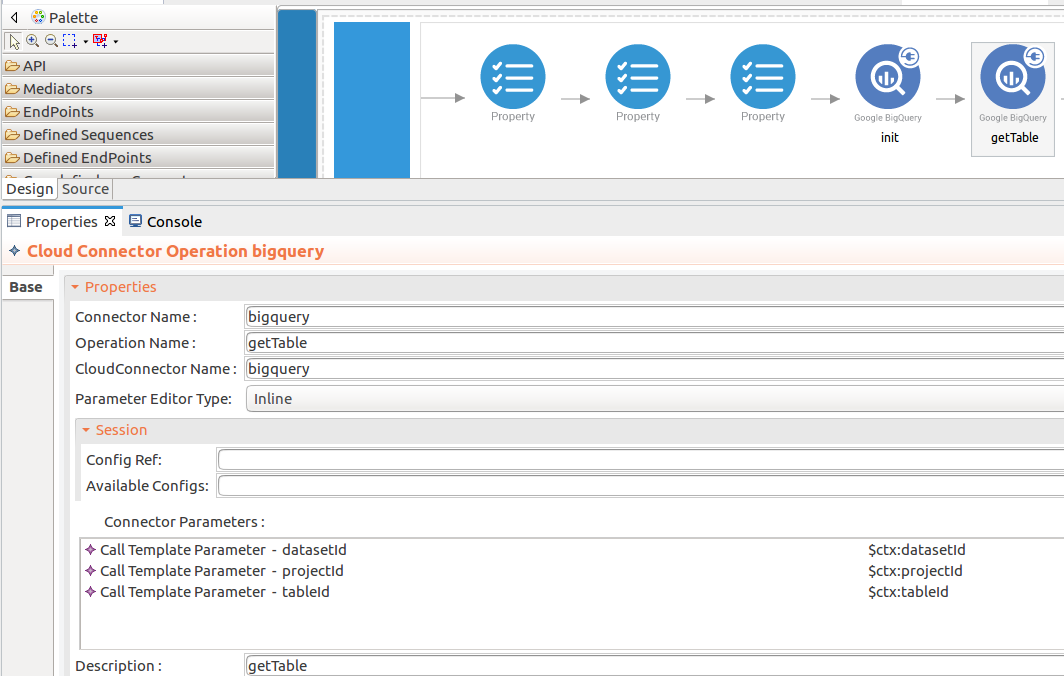 Palette
API
Mediators
EndPoints
Defined Sequences
Defined EndPoints
Property
Property
Property
Google BigQuery
init
Google BigQuery
getTable
Design Source
Properties Console
Cloud Connector Operation bigquery
Base
Properties
Connector Name : bigquery
Operation Name : getTable
CloudConnector Name : bigquery
Parameter Editor Type: Inline
Session
Config Ref:
Available Configs:
Connector Parameters :
Call Template Parameter - datasetId $ctx:datasetId
Call Template Parameter - projectId $ctx:projectId
Call Template Parameter - tableId $ctx:tableId
Description : getTable